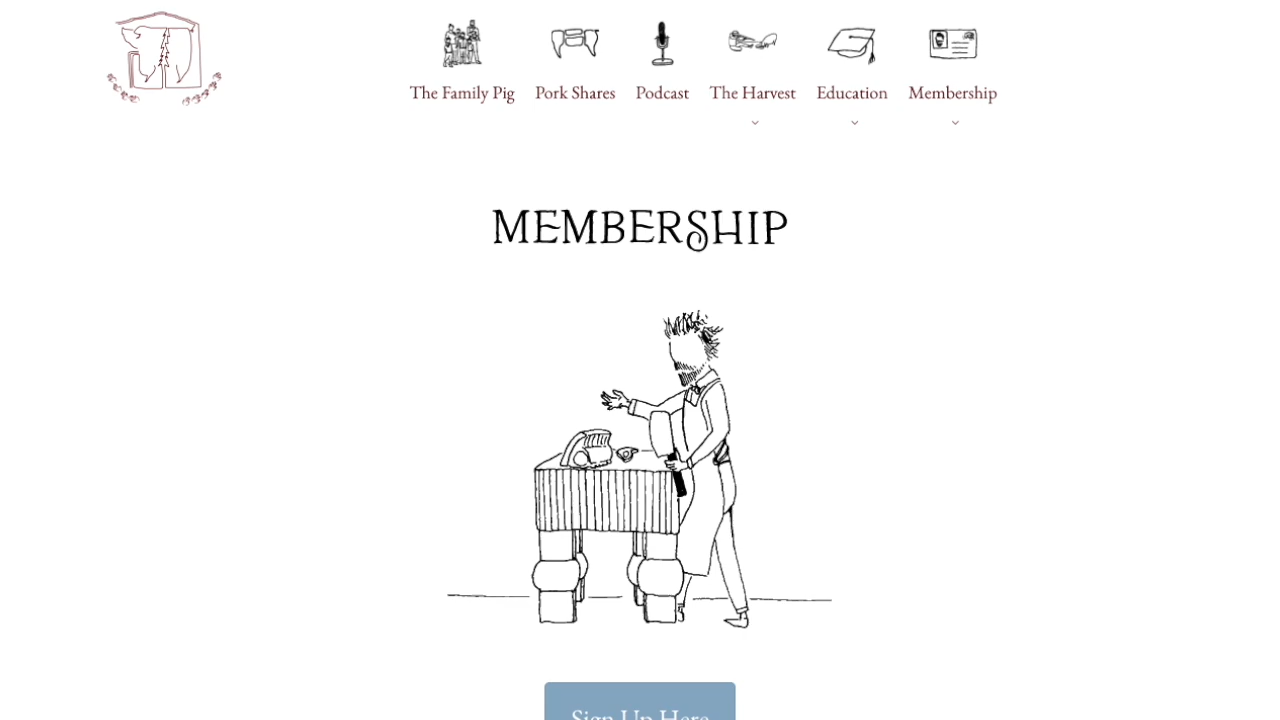 The Family Pig
Pork Shares
Podcast
The Harvest
Education
Membership
MEMBERSHIP
Sign Up Here